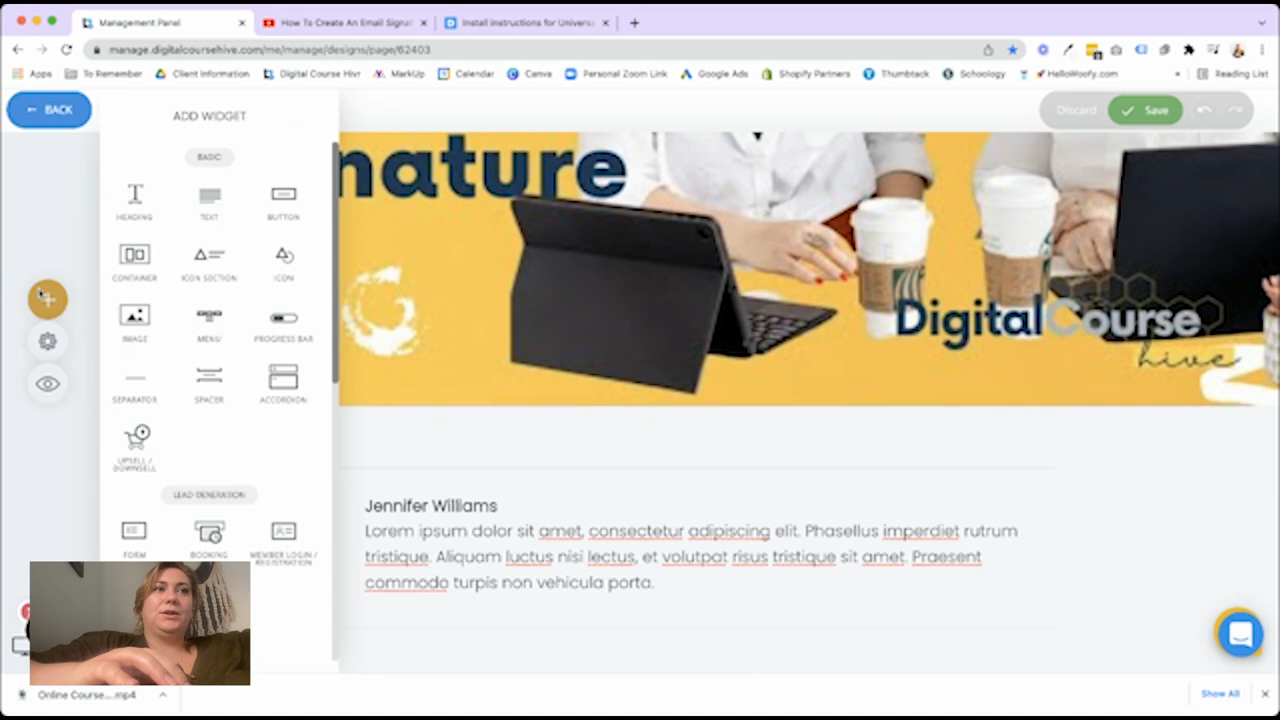 Management Panel
How To Create An Email Signat
Install instructions for Univers
manage.digitalcoursehive.com/me/manage/designs/page/62403
Apps
To Remember
Client Information
Digital Course Hivr
MarkUp
Calendar
Canva
Personal Zoom Link
Google Ads
Shopify Partners
Thumbtack
Schoology
HelloWoofy.com
»
Reading List
← BACK
ADD WIDGET
Discard
Save
BASIC
HEADING
TEXT
BUTTON
CONTAINER
ICON SECTION
ICON
IMAGE
MENU
PROGRESS BAR
SEPARATOR
SPACER
ACCORDION
UPSELL /
DOWNSELL
LEAD GENERATION
FORM
BOOKING
MEMBER LOGIN /
REGISTRATION
nature
DigitalCourse
hive
Jennifer Williams
Lorem ipsum dolor sit amet, consectetur adipiscing elit. Phasellus imperdiet rutrum
tristique. Aliquam luctus nisi lectus, et volutpat risus tristique sit amet. Praesent
commodo turpis non vehicula porta.
Online Course....mp4
Show All